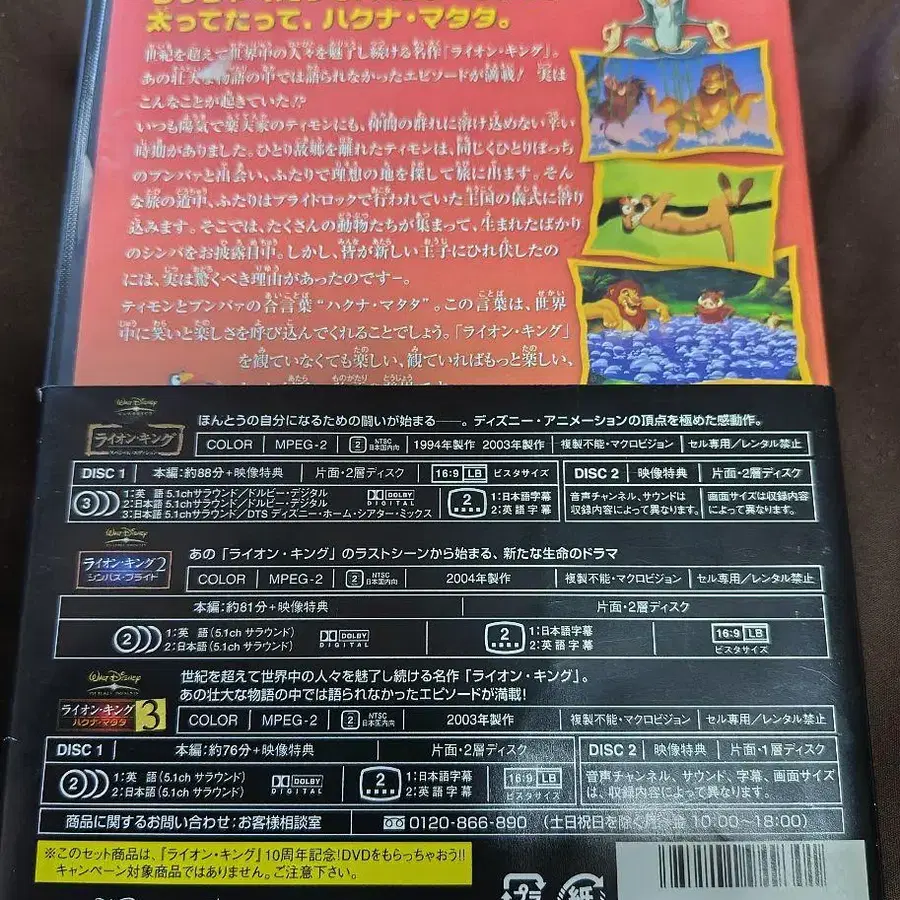 太ってたって、ハクナ・マタタ。
世紀を超えて世界中の人々を魅了し続ける名作「ライオン・キング」。
あの壮大な物語の中では語られなかったエピソードが満載! 実は
こんなことが起きていた!?
いつも陽気で楽天家のティモンにも、仲間の群れに溶け込めない辛い
時期がありました。ひとり故郷を離れたティモンは、同じくひとりぼっち
のプンバァと出会い、ふたりで理想の地を探して旅に出ます。そん
な旅の道中、ふたりはプライドロックで行われていた王国の儀式に潜り
込みます。そこでは、たくさんの動物たちが集まって、生まれたばかり
のシンバをお披露目中。しかし、皆が新しい王子にひれ伏したの
には、実は驚くべき理由があったのです−。
ティモンとプンバァの合言葉“ハクナ・マタタ”。この言葉は、世界
中に笑いと楽しさを呼び込んでくれることでしょう。「ライオン・キング」
を観ていなくても楽しい、観ていればもっと楽しい、
WALT DISNEY
ほんとうの自分になるための闘いが始まる——。ディズニー・アニメーションの頂点を極めた感動作。
ライオン・キング
COLOR MPEG-2 2 NTSC 日本国内向 1994年製作 2003年製作 複製不能・マクロビジョン セル専用/レンタル禁止
DISC 1 本編:約88分+映像特典 片面・2層ディスク 16:9 LB ビスタサイズ DISC 2 映像特典 片面・2層ディスク
3 1:英 語 5.1chサラウンド/ドルビー・デジタル
2:日本語 5.1chサラウンド/ドルビー・デジタル
3:日本語 5.1chサラウンド/DTS ディズニー・ホーム・シアター・ミックス
DOLBY DIGITAL
2 1:日本語字幕
2:英語字幕
音声チャンネル、サウンドは
収録内容によって異なります。
画面サイズは収録内容
によって異なります。
WALT DISNEY
あの「ライオン・キング」のラストシーンから始まる、新たな生命のドラマ
ライオン・キング2
シンバズ・プライド
COLOR MPEG-2 2 NTSC 日本国内向 2004年製作 複製不能・マクロビジョン セル専用/レンタル禁止
本編:約81分+映像特典 片面・2層ディスク
2 1:英 語(5.1ch サラウンド)
2:日本語(5.1ch サラウンド)
DOLBY DIGITAL
2 1:日本語字幕
2:英語字幕
16:9 LB
ビスタサイズ
WALT DISNEY
世紀を超えて世界中の人々を魅了し続ける名作「ライオン・キング」。
あの壮大な物語の中では語られなかったエピソードが満載!
ライオン・キング 3
ハクナ・マタタ
COLOR MPEG-2 2 NTSC 日本国内向 2003年製作 複製不能・マクロビジョン セル専用/レンタル禁止
DISC 1 本編:約76分+映像特典 片面・2層ディスク DISC 2 映像特典 片面・1層ディスク
2 1:英 語(5.1ch サラウンド)
2:日本語(5.1ch サラウンド)
DOLBY DIGITAL
2 1:日本語字幕
2:英語字幕
16:9 LB
ビスタサイズ
音声チャンネル、サウンド、字幕、画面サイズ
は、収録内容によって異なります。
商品に関するお問い合わせ:お客様相談室 0120-866-890 (土日祝日を除く月〜金 10:00〜18:00)
※このセット商品は、「ライオン・キング」10周年記念!DVDをもらっちゃおう!!
キャンペーン対象商品ではありません。ご注意下さい。
プラ
紙